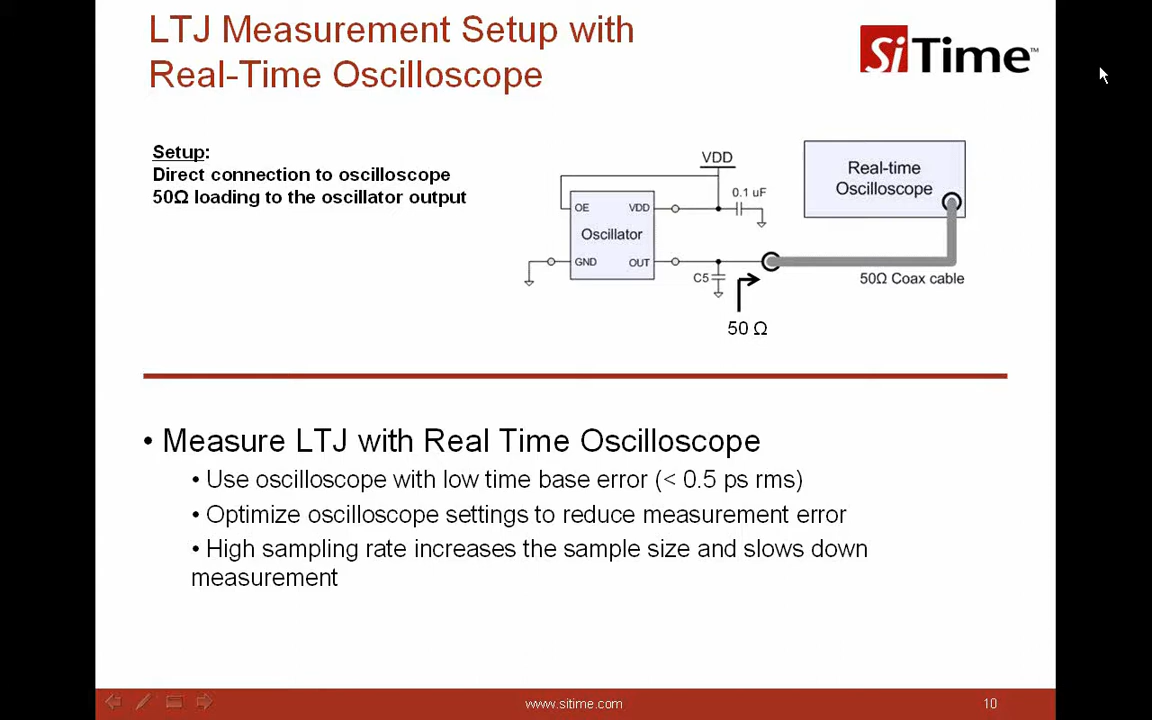 LTJ Measurement Setup with
Real-Time Oscilloscope
SiTime™
Setup:
Direct connection to oscilloscope
50Ω loading to the oscillator output
VDD
0.1 uF
OE
VDD
Oscillator
GND
OUT
C5
50 Ω
Real-time
Oscilloscope
50Ω Coax cable
• Measure LTJ with Real Time Oscilloscope
• Use oscilloscope with low time base error (< 0.5 ps rms)
• Optimize oscilloscope settings to reduce measurement error
• High sampling rate increases the sample size and slows down
measurement
www.sitime.com
10